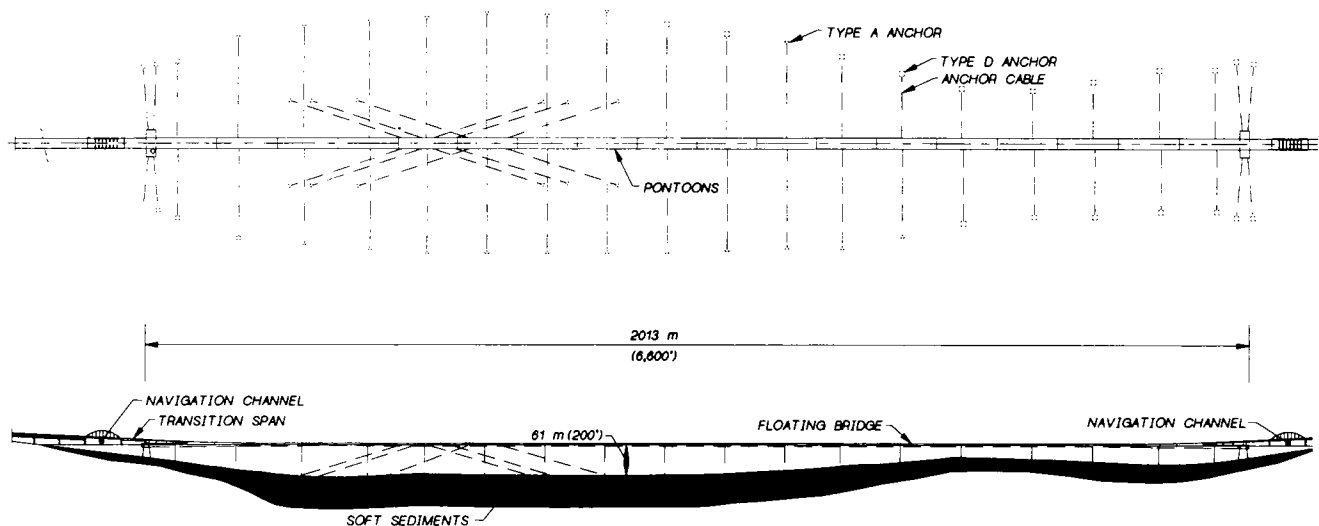 TYPE A ANCHOR
TYPE D ANCHOR
ANCHOR CABLE
PONTOONS
2013 m
(6,600')
NAVIGATION CHANNEL
TRANSITION SPAN
61 m (200')
FLOATING BRIDGE
NAVIGATION CHANNEL
SOFT SEDIMENTS